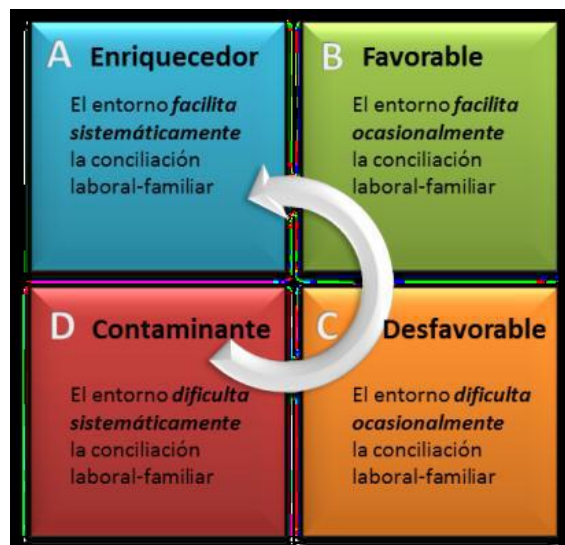 A Enriquecedor
El entorno facilita
sistemáticamente
la conciliación
laboral-familiar
B Favorable
El entorno facilita
ocasionalmente
la conciliación
laboral-familiar
D Contaminante
El entorno dificulta
sistemáticamente
la conciliación
laboral-familiar
C Desfavorable
El entorno dificulta
ocasionalmente
la conciliación
laboral-familiar